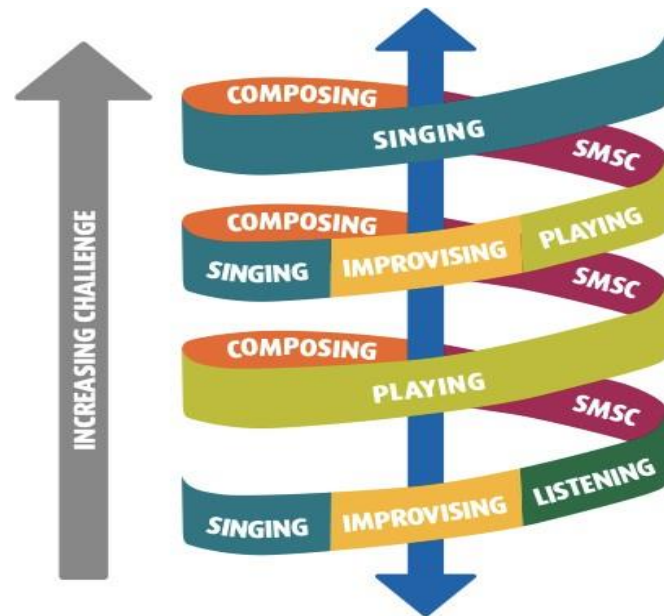 INCREASING CHALLENGE
COMPOSING
SINGING
SMSC
COMPOSING
SINGING IMPROVISING PLAYING
SMSC
COMPOSING
PLAYING
SMSC
SINGING IMPROVISING LISTENING